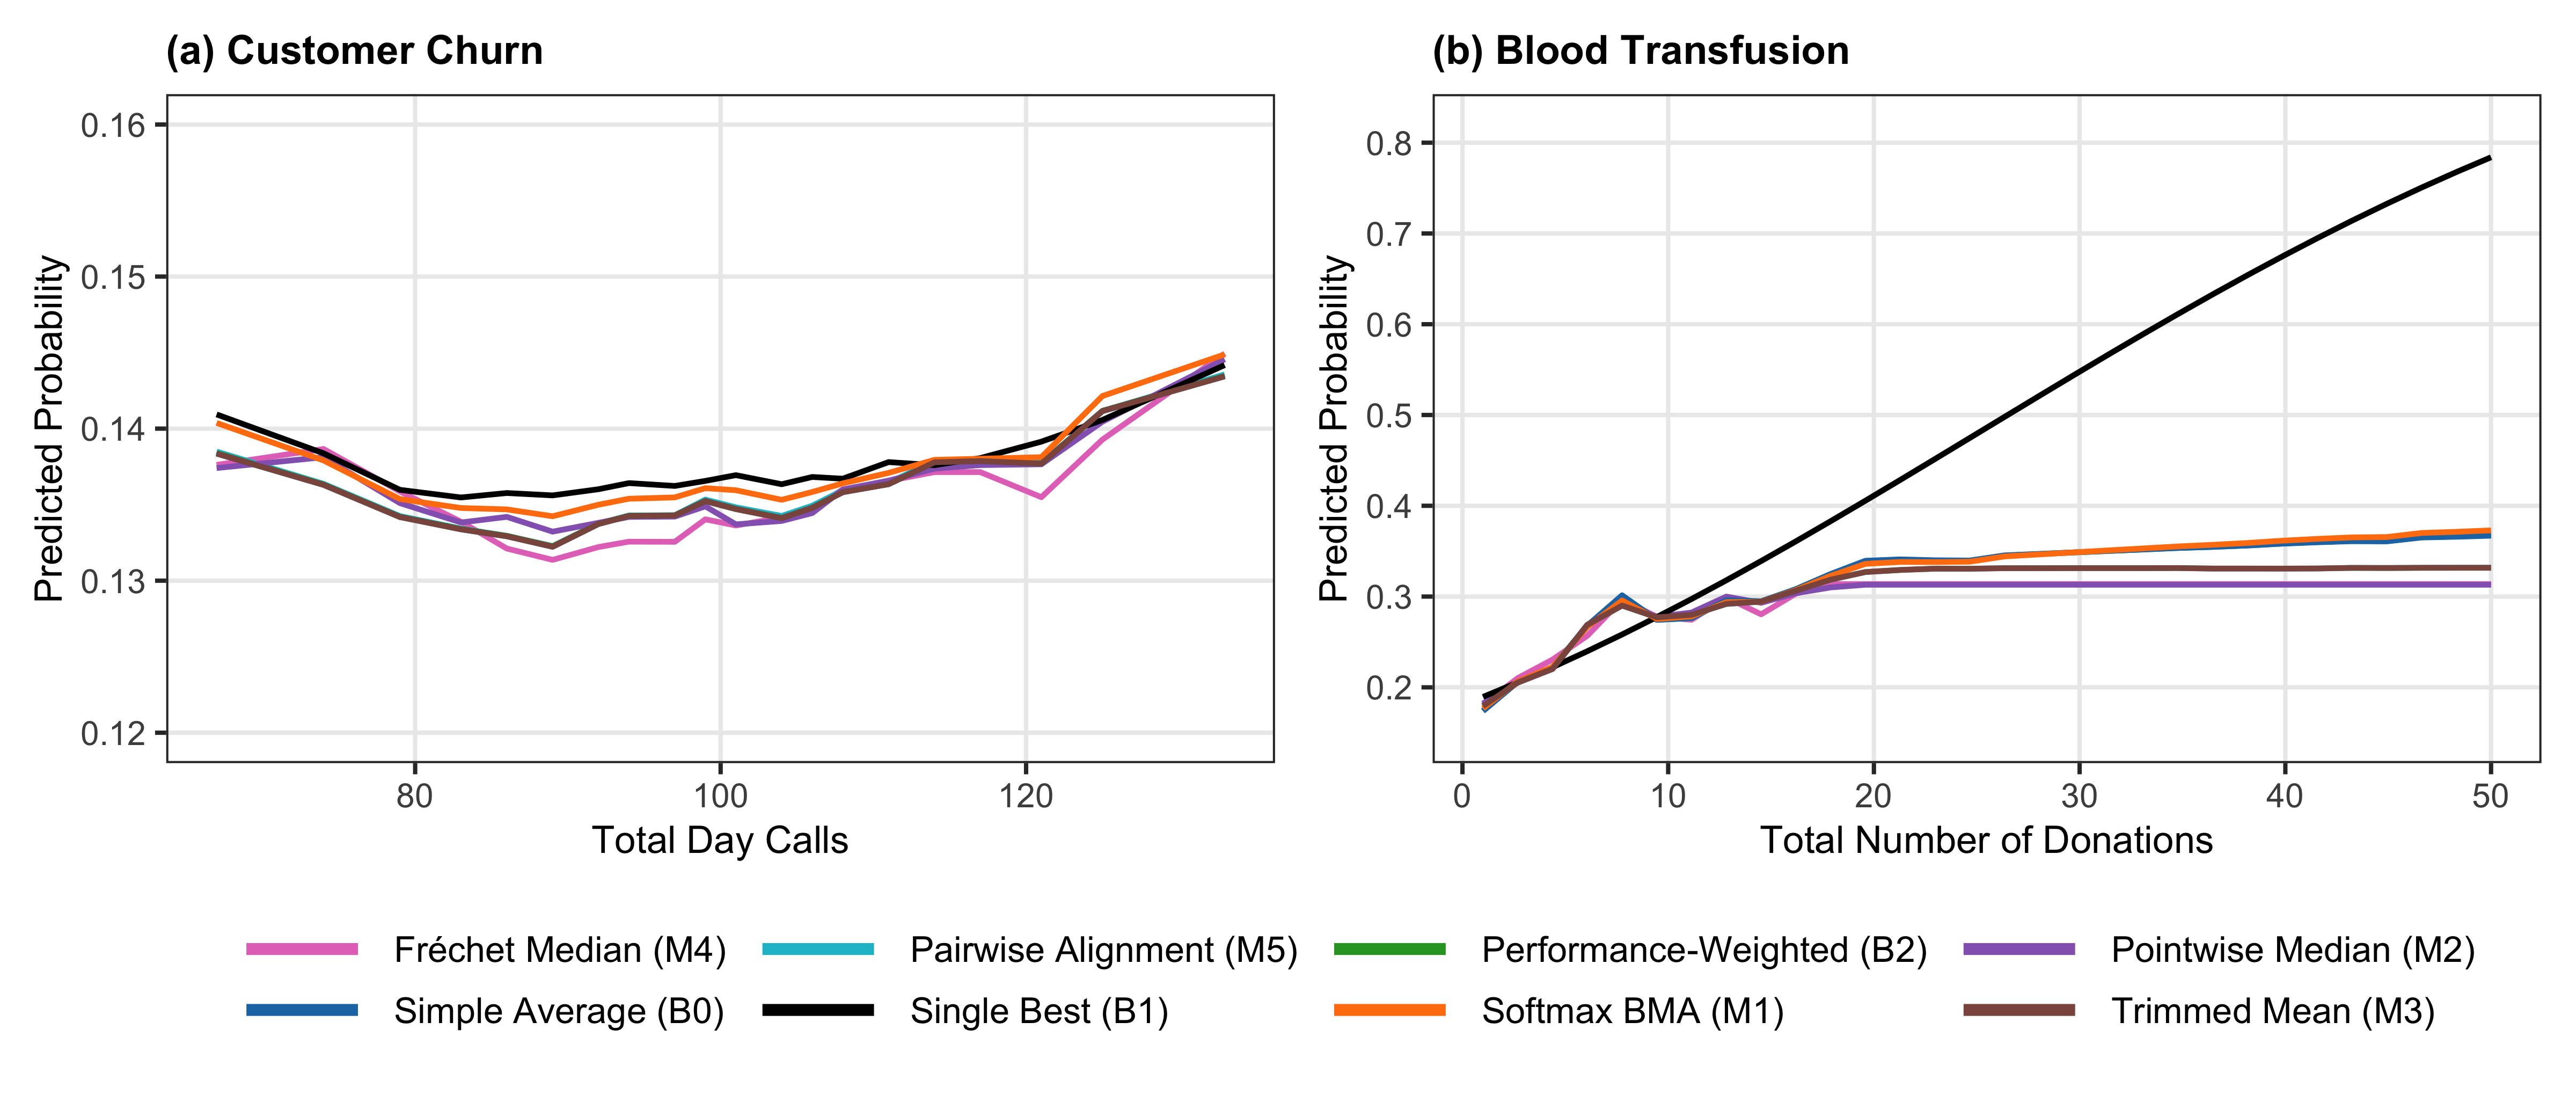 (a) Customer Churn
0.16
0.15
0.14
0.13
0.12
Predicted Probability
80 100 120
Total Day Calls
(b) Blood Transfusion
0.8
0.7
0.6
0.5
0.4
0.3
0.2
Predicted Probability
0 10 20 30 40 50
Total Number of Donations
Fréchet Median (M4) Pairwise Alignment (M5) Performance-Weighted (B2) Pointwise Median (M2)
Simple Average (B0) Single Best (B1) Softmax BMA (M1) Trimmed Mean (M3)